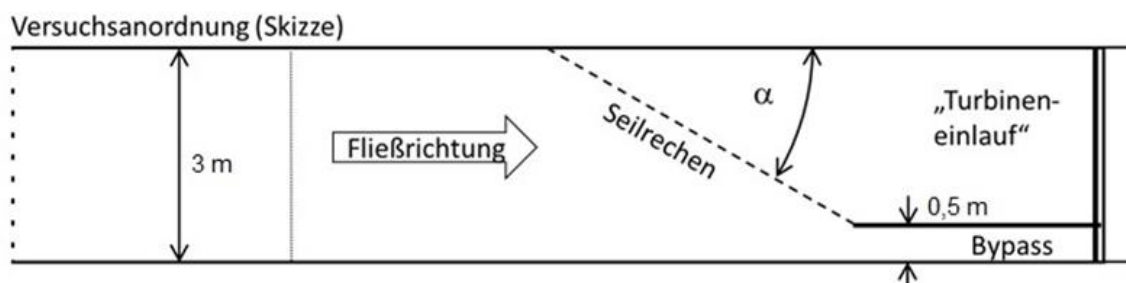 Versuchsanordnung (Skizze)
3 m
Fließrichtung
Seilrechen
α
„Turbinen-
einlauf“
0,5 m
Bypass